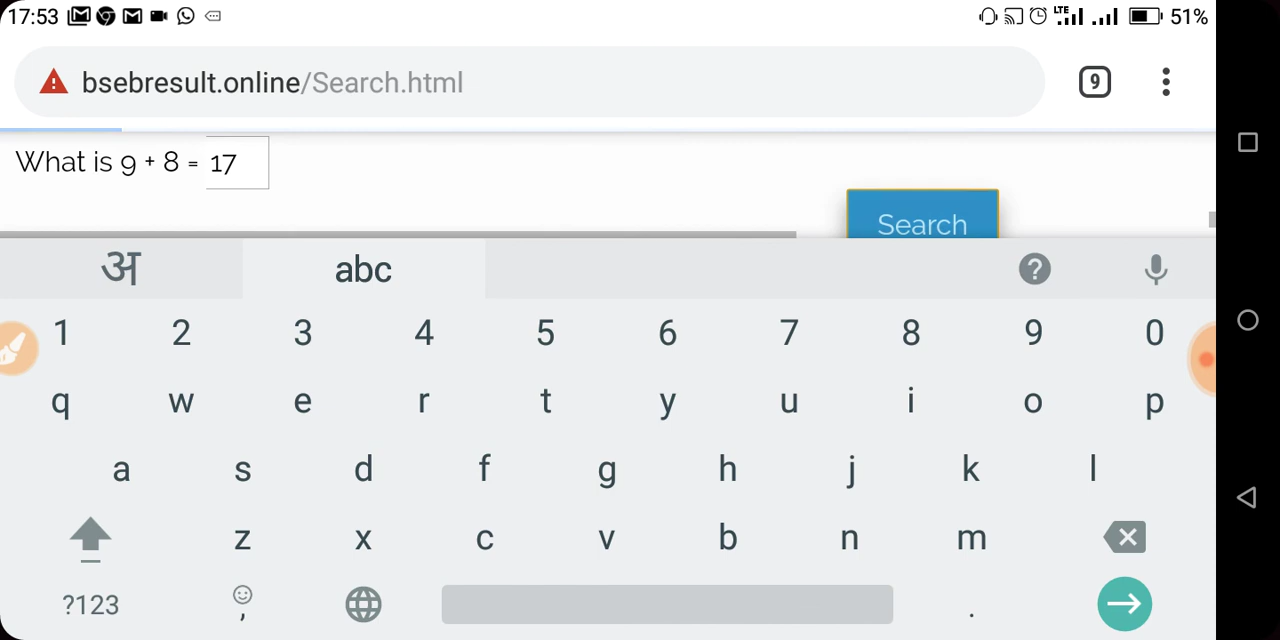 17:53 LTE 51%
bsebresult.online/Search.html 9
What is 9 + 8 = 17
Search
अ abc ?
1 2 3 4 5 6 7 8 9 0
q w e r t y u i o p
a s d f g h j k l
z x c v b n m
?123 , .